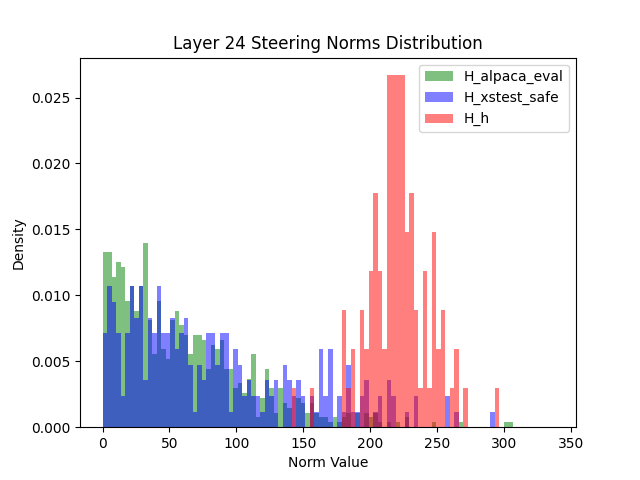 Layer 24 Steering Norms Distribution
H_alpaca_eval
H_xstest_safe
H_h
0.025
0.020
0.015
0.010
0.005
0.000
Density
0 50 100 150 200 250 300 350
Norm Value